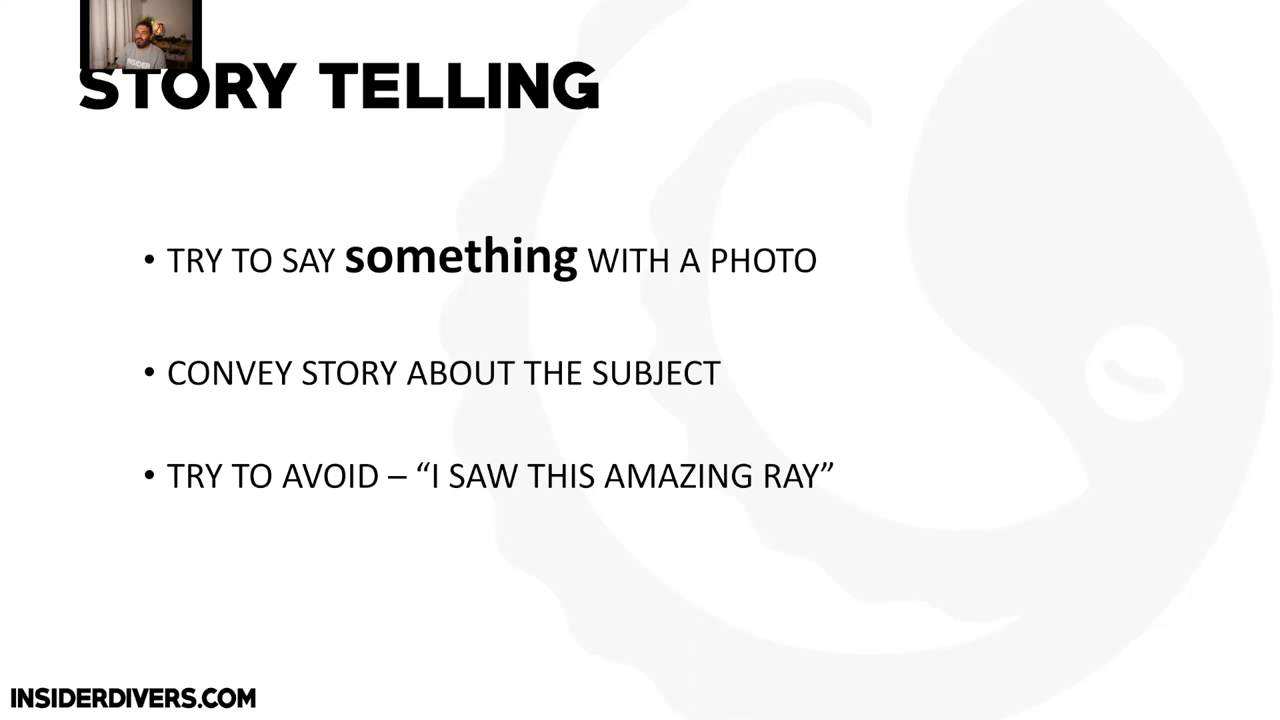 STORY TELLING
• TRY TO SAY something WITH A PHOTO
• CONVEY STORY ABOUT THE SUBJECT
• TRY TO AVOID – “I SAW THIS AMAZING RAY”
INSIDERDIVERS.COM